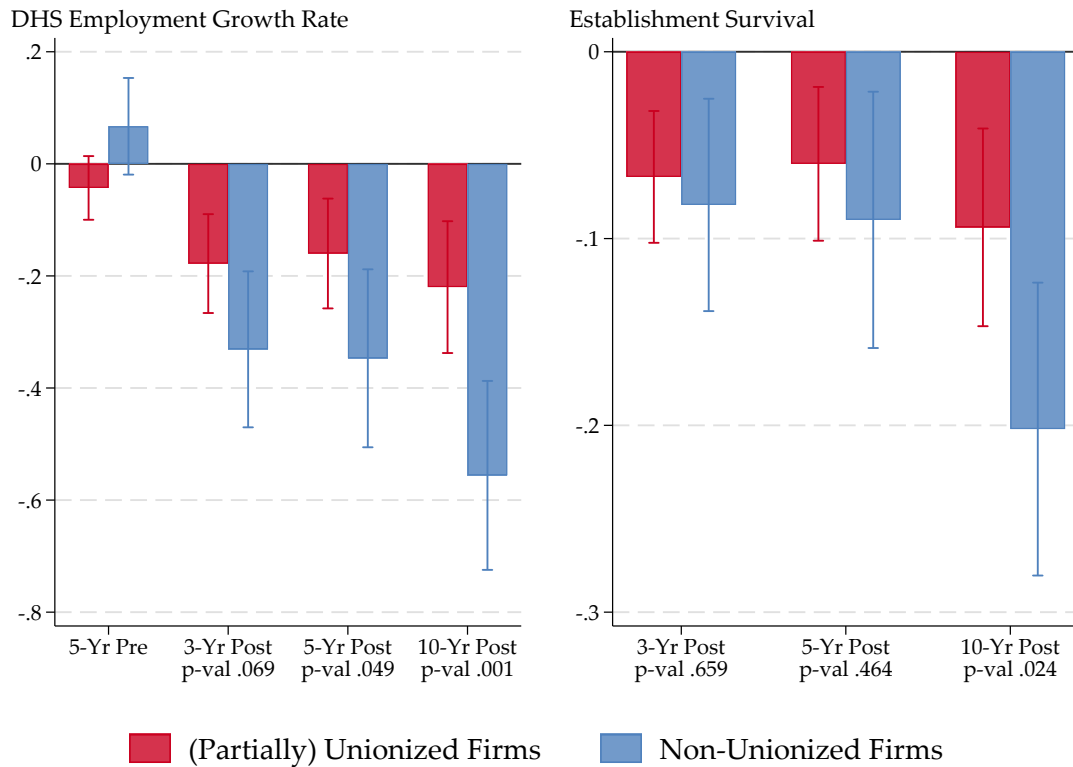 DHS Employment Growth Rate
.2
0
-.2
-.4
-.6
-.8
5-Yr Pre
3-Yr Post
p-val .069
5-Yr Post
p-val .049
10-Yr Post
p-val .001
Establishment Survival
0
-.1
-.2
-.3
3-Yr Post
p-val .659
5-Yr Post
p-val .464
10-Yr Post
p-val .024
(Partially) Unionized Firms
Non-Unionized Firms